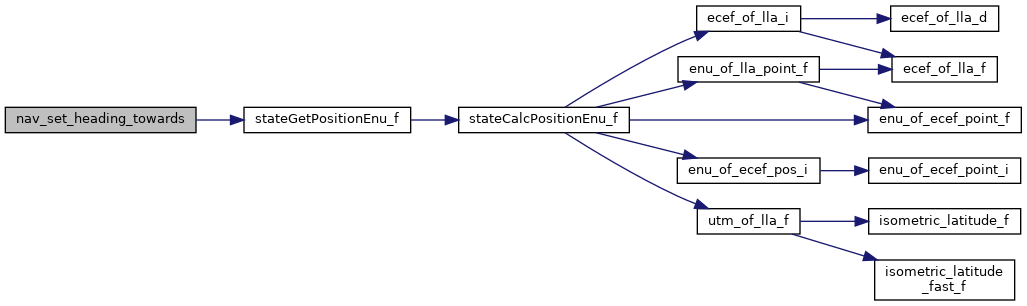 nav_set_heading_towards
stateGetPositionEnu_f
stateCalcPositionEnu_f
ecef_of_lla_i
ecef_of_lla_d
enu_of_lla_point_f
ecef_of_lla_f
enu_of_ecef_point_f
enu_of_ecef_pos_i
enu_of_ecef_point_i
utm_of_lla_f
isometric_latitude_f
isometric_latitude
_fast_f